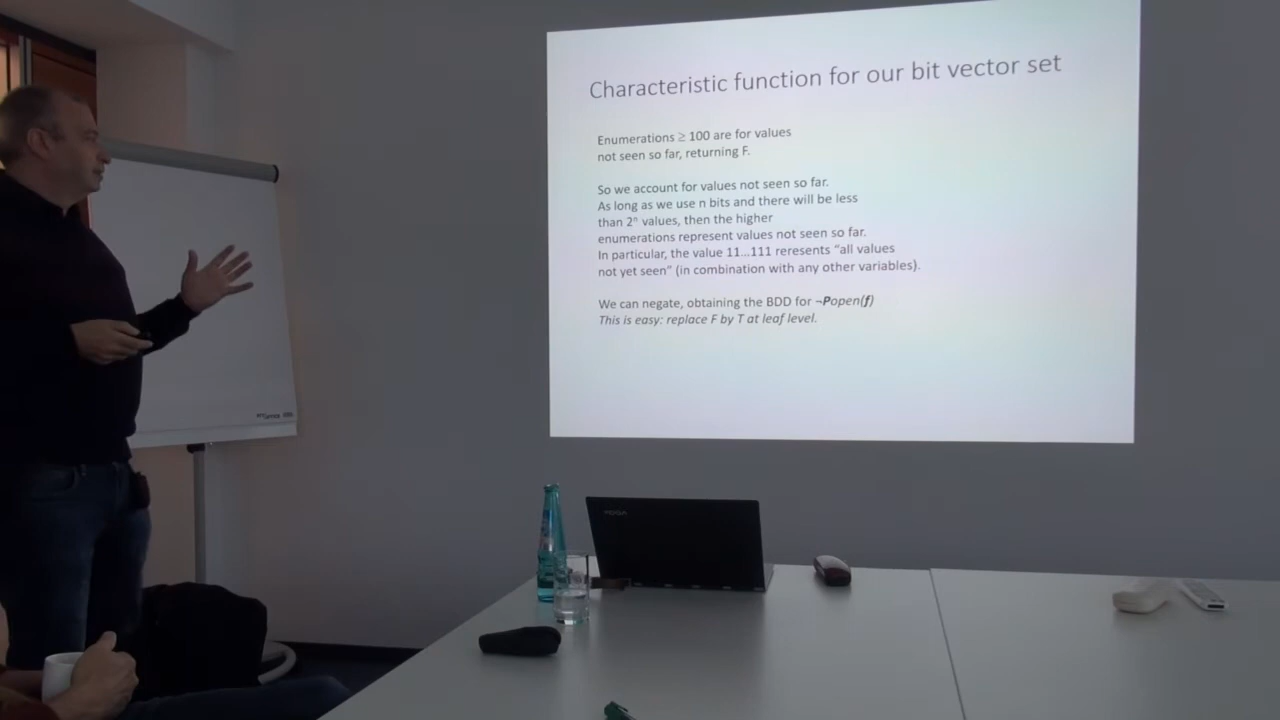 Characteristic function for our bit vector set
Enumerations ≥ 100 are for values
not seen so far, returning F.
So we account for values not seen so far.
As long as we use n bits and there will be less
than 2ⁿ values, then the higher
enumerations represent values not seen so far.
In particular, the value 11...111 reresents “all values
not yet seen” (in combination with any other variables).
We can negate, obtaining the BDD for ¬Popen(f)
This is easy: replace F by T at leaf level.
YOGA